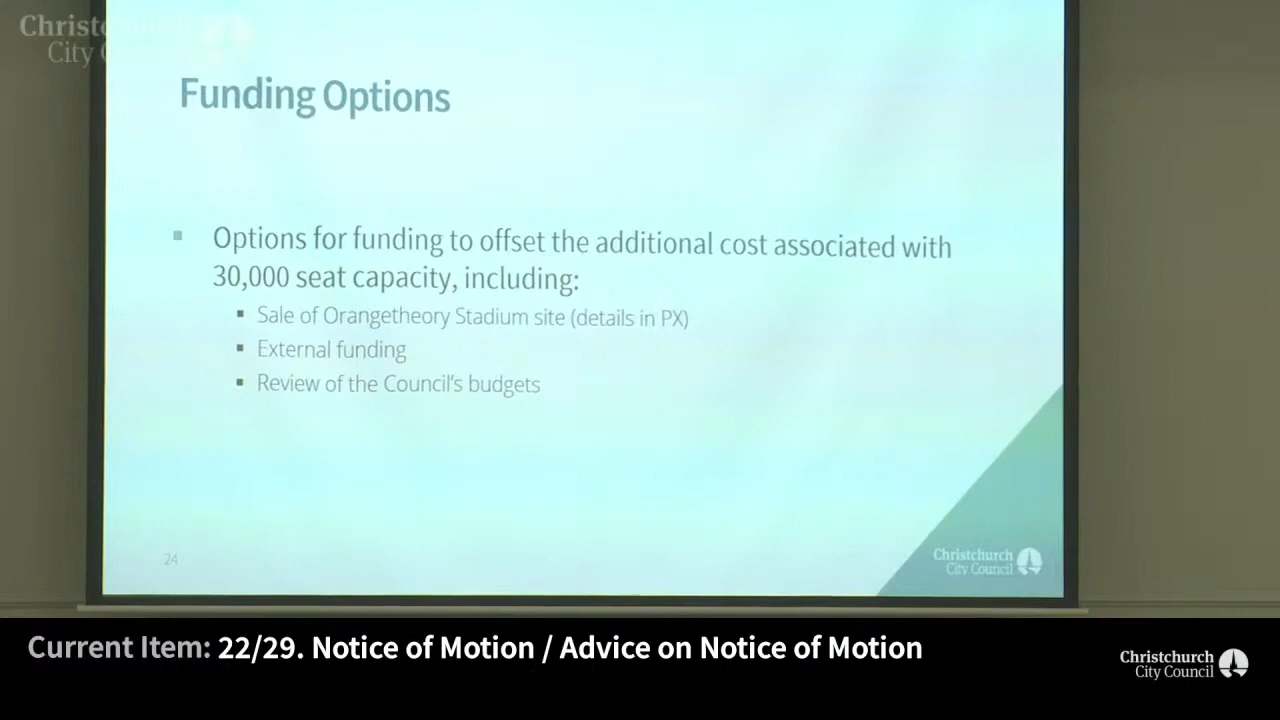 Christchurch
City C
Funding Options
Options for funding to offset the additional cost associated with
30,000 seat capacity, including:
Sale of Orangetheory Stadium site (details in PX)
External funding
Review of the Council's budgets
24
Christchurch
City Council
Current Item: 22/29. Notice of Motion / Advice on Notice of Motion
Christchurch
City Council